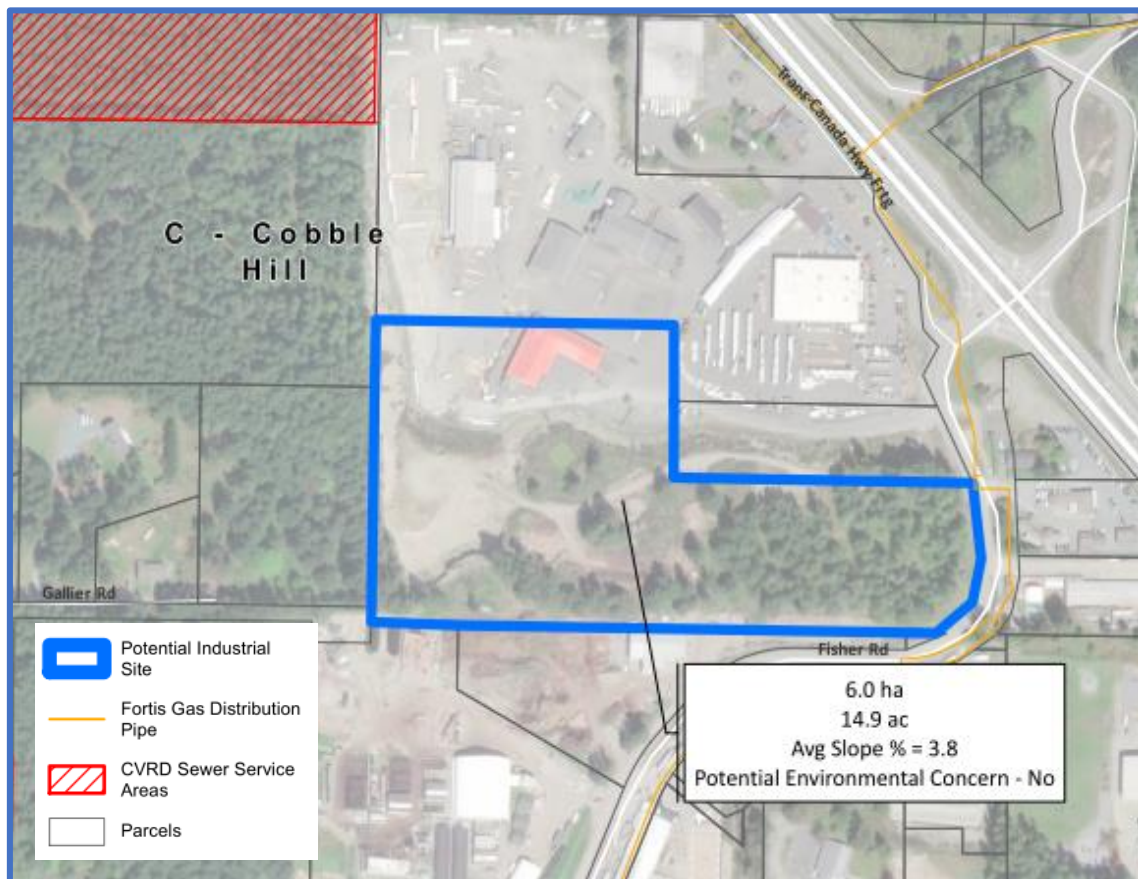 Trans-Canada Hwy Frtg
C - Cobble
Hill
Gallier Rd
Fisher Rd
Potential Industrial
Site
Fortis Gas Distribution
Pipe
CVRD Sewer Service
Areas
Parcels
6.0 ha
14.9 ac
Avg Slope % = 3.8
Potential Environmental Concern - No